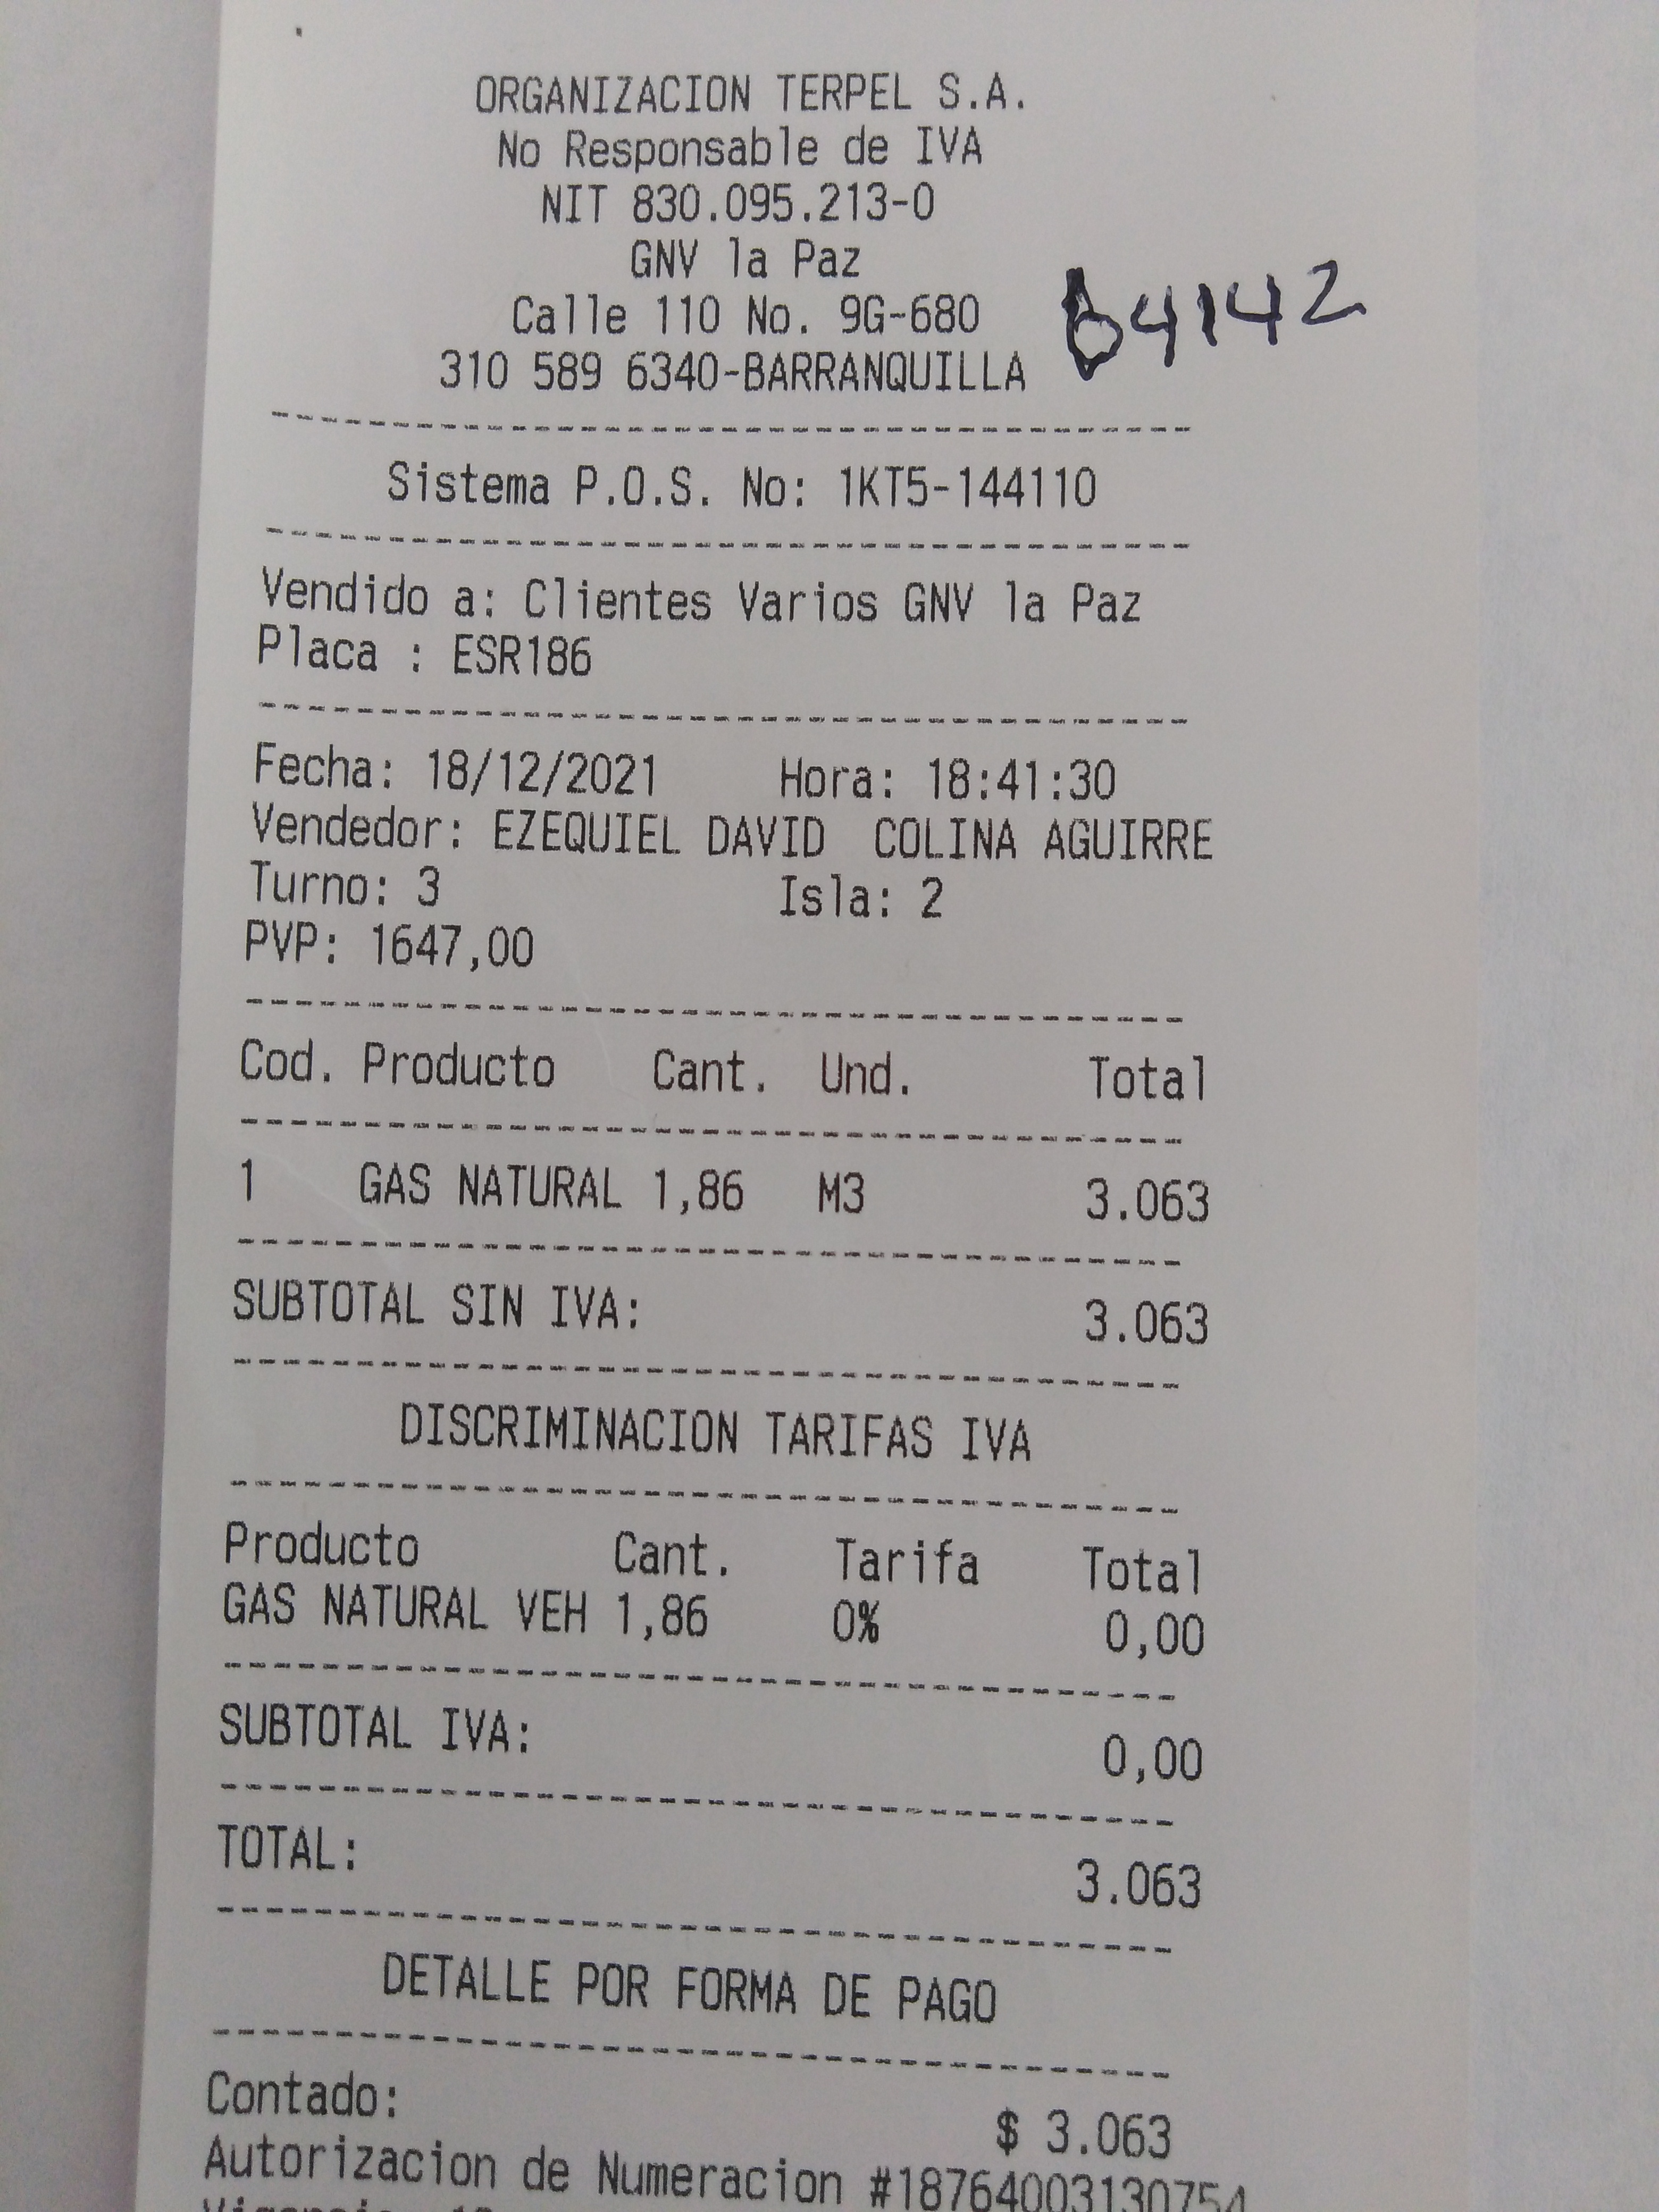 ORGANIZACION TERPEL S.A.
No Responsable de IVA
NIT 830.095.213-0
GNV la Paz
Calle 110 No. 9G-680
64142
310 589 6340-BARRANQUILLA
Sistema P.O.S. No: 1KT5-144110
Vendido a: Clientes Varios GNV la Paz
Placa : ESR186
Fecha: 18/12/2021 Hora: 18:41:30
Vendedor: EZEQUIEL DAVID COLINA AGUIRRE
Turno: 3 Isla: 2
PVP: 1647,00
Cod. Producto Cant. Und. Total
1 GAS NATURAL 1,86 M3 3.063
SUBTOTAL SIN IVA: 3.063
DISCRIMINACION TARIFAS IVA
Producto Cant. Tarifa Total
GAS NATURAL VEH 1,86 0% 0,00
SUBTOTAL IVA: 0,00
TOTAL: 3.063
DETALLE POR FORMA DE PAGO
Contado: $ 3.063
Autorizacion de Numeracion #18764003130754